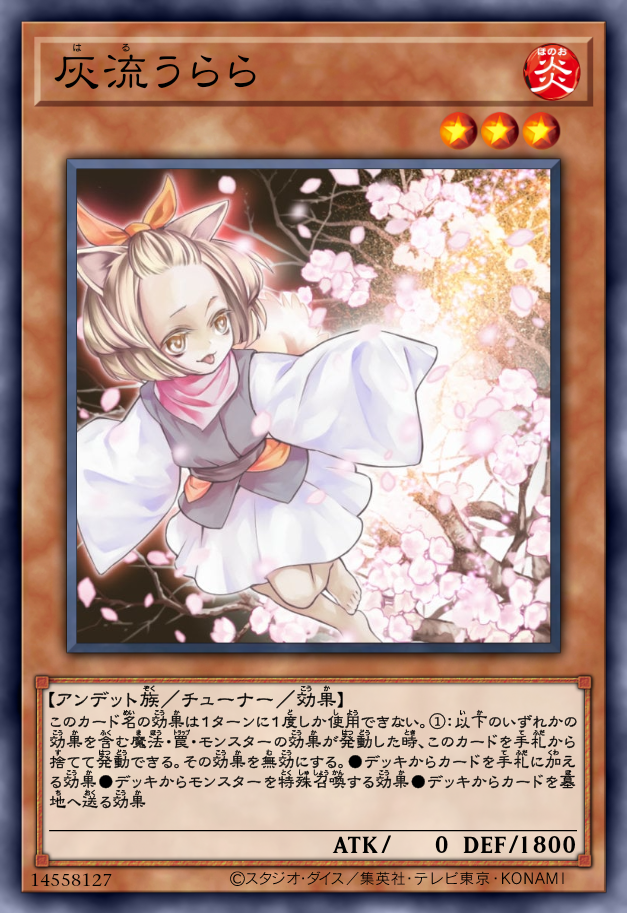 灰流うらら
炎
【アンデット族／チューナー／効果】
このカード名の効果は1ターンに1度しか使用できない。①：以下のいずれかの
効果を含む魔法・罠・モンスターの効果が発動した時、このカードを手札から
捨てて発動できる。その効果を無効にする。●デッキからカードを手札に加え
る効果●デッキからモンスターを特殊召喚する効果●デッキからカードを墓
地へ送る効果
ATK/ 0 DEF/1800
14558127 ©スタジオ・ダイス／集英社・テレビ東京・KONAMI